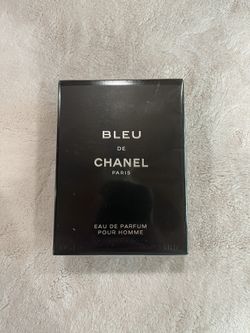 BLEU
DE
CHANEL
PARIS
EAU DE PARFUM
POUR HOMME